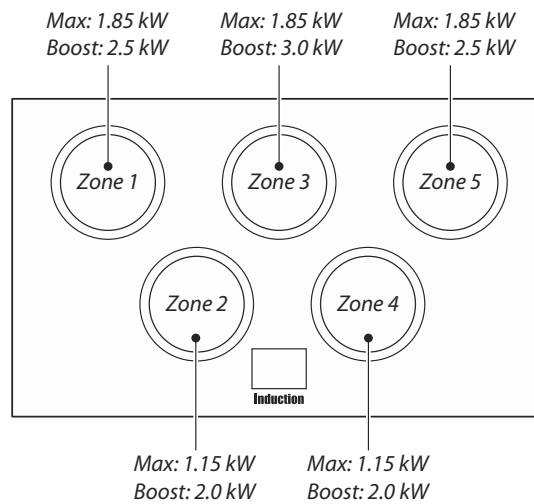 Max: 1.85 kW
Boost: 2.5 kW
Max: 1.85 kW
Boost: 3.0 kW
Max: 1.85 kW
Boost: 2.5 kW
Zone 1
Zone 3
Zone 5
Zone 2
Zone 4
Induction
Max: 1.15 kW
Boost: 2.0 kW
Max: 1.15 kW
Boost: 2.0 kW